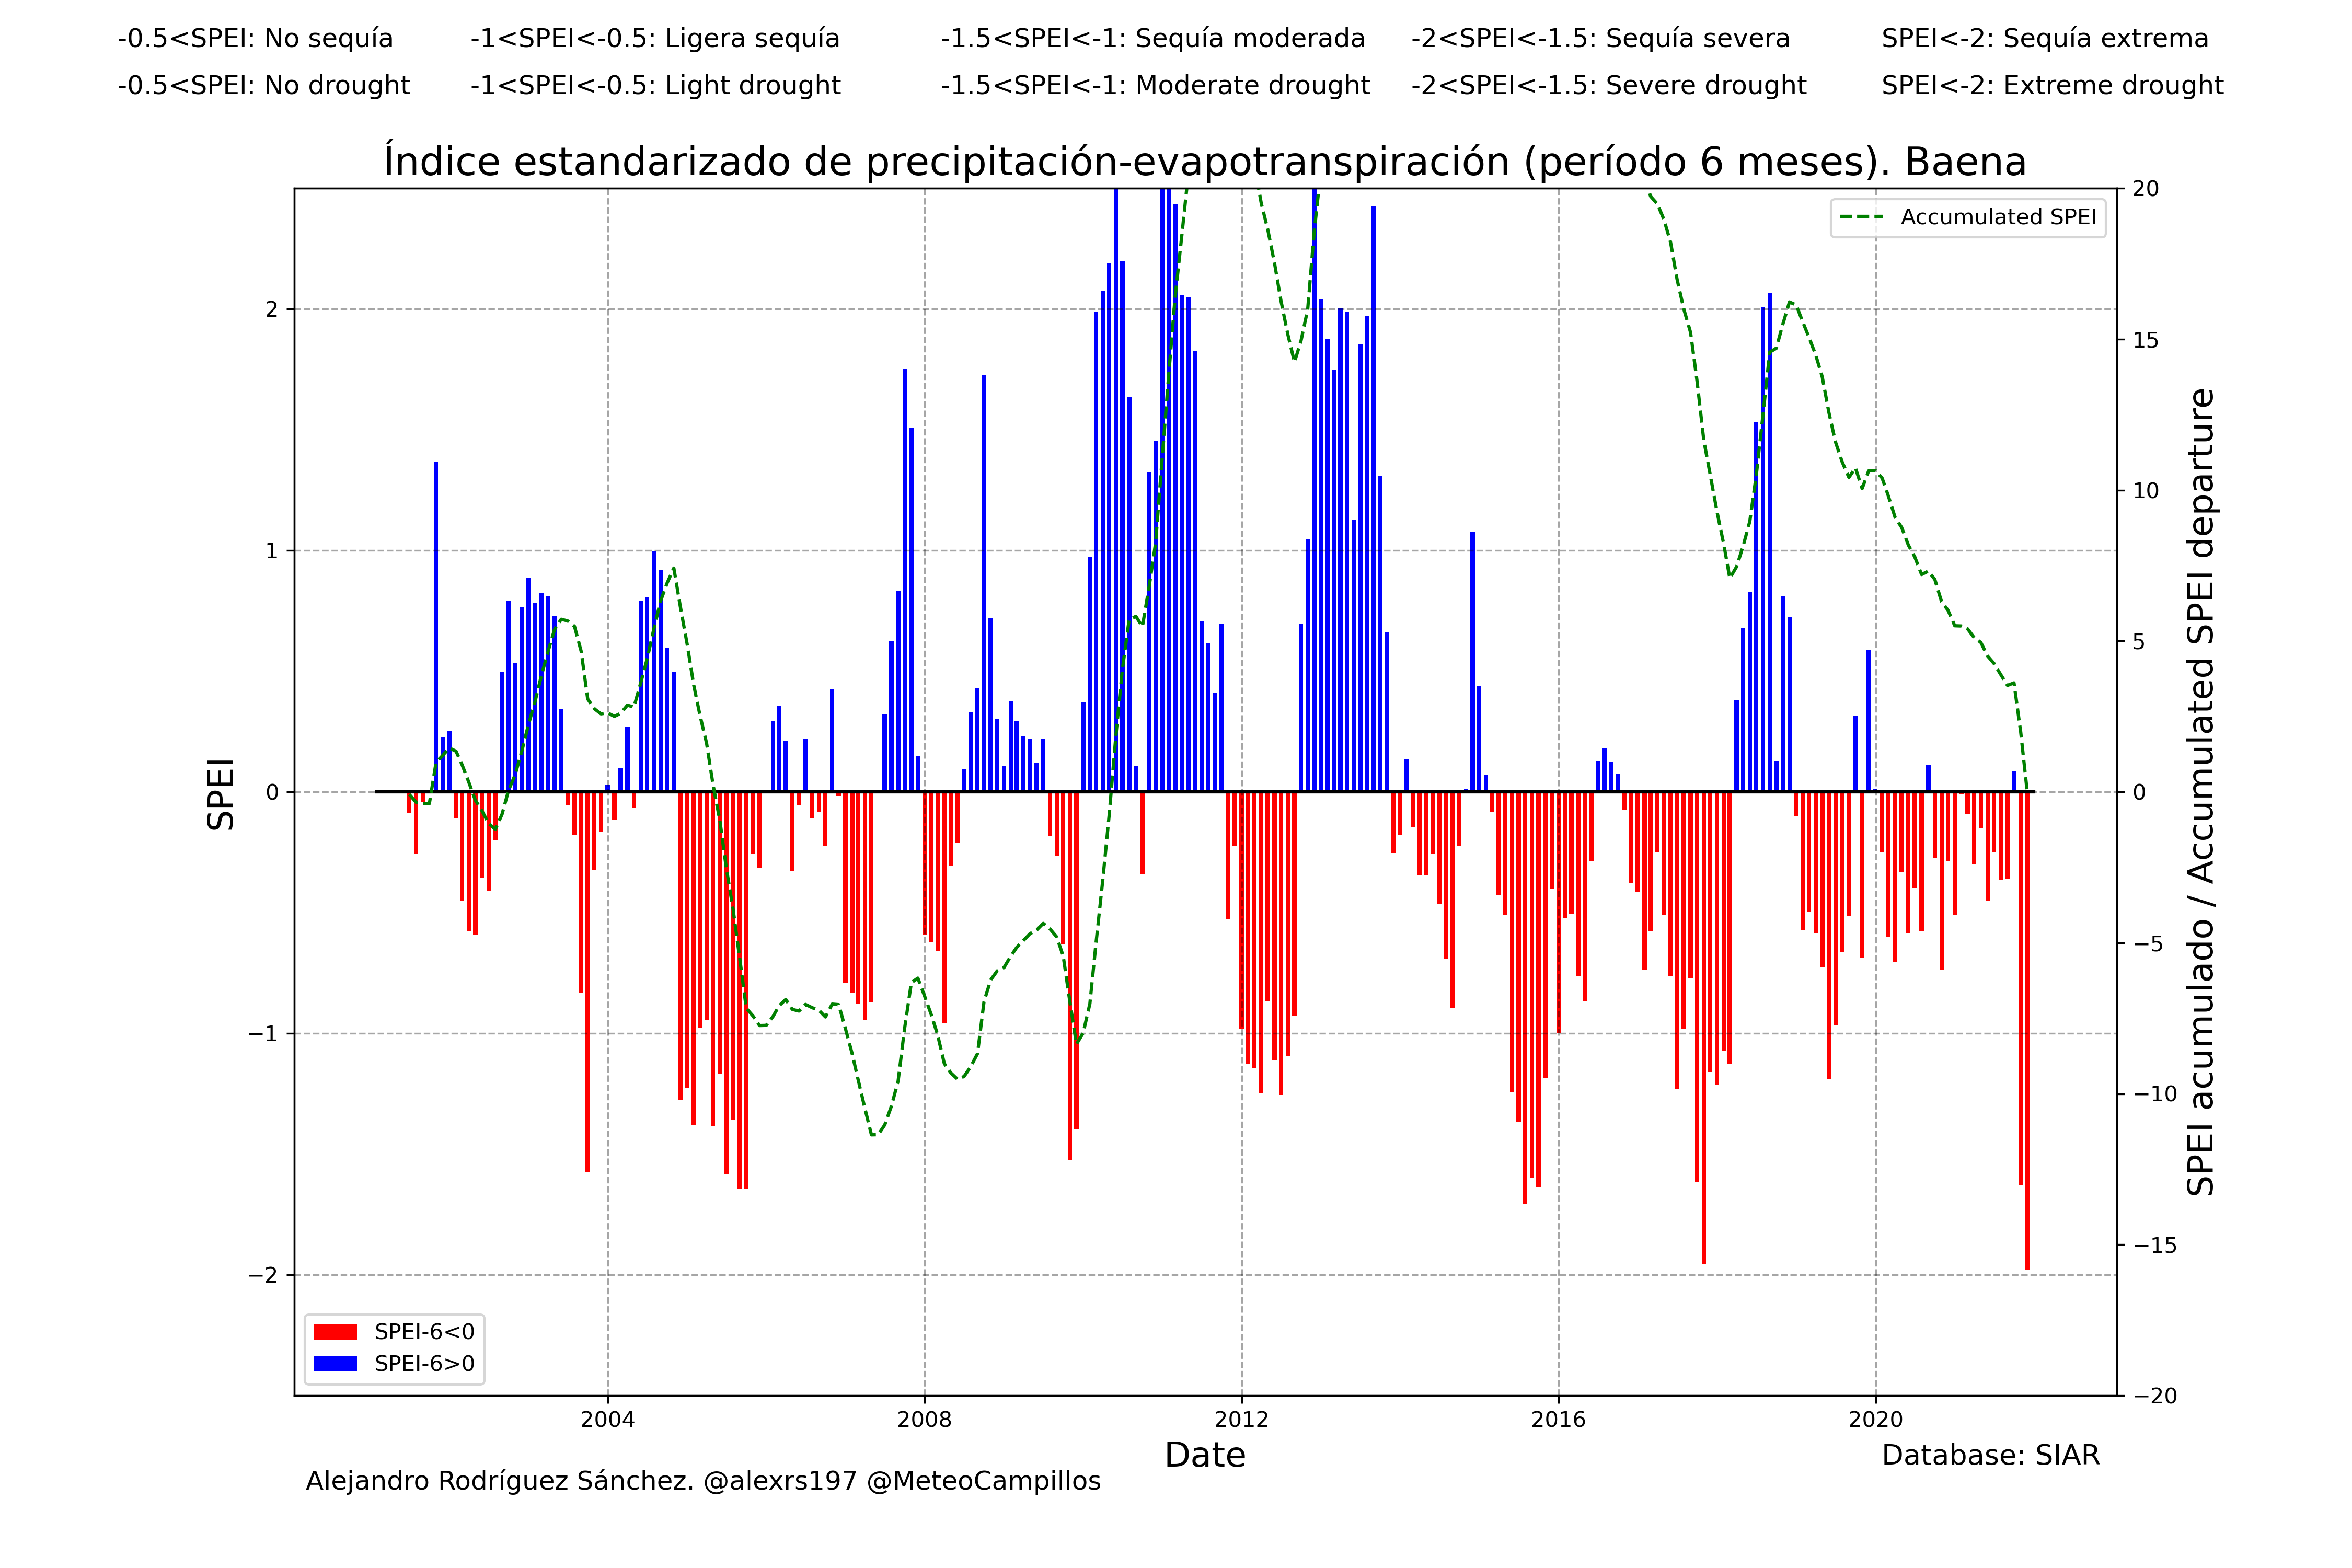 -0.5<SPEI: No sequía -1<SPEI<-0.5: Ligera sequía -1.5<SPEI<-1: Sequía moderada -2<SPEI<-1.5: Sequía severa SPEI<-2: Sequía extrema
-0.5<SPEI: No drought -1<SPEI<-0.5: Light drought -1.5<SPEI<-1: Moderate drought -2<SPEI<-1.5: Severe drought SPEI<-2: Extreme drought
Índice estandarizado de precipitación-evapotranspiración (período 6 meses). Baena
SPEI
2
1
0
−1
−2
Accumulated SPEI
20
15
10
5
0
−5
−10
−15
−20
SPEI acumulado / Accumulated SPEI departure
SPEI-6<0
SPEI-6>0
2004 2008 2012 2016 2020
Date
Database: SIAR
Alejandro Rodríguez Sánchez. @alexrs197 @MeteoCampillos